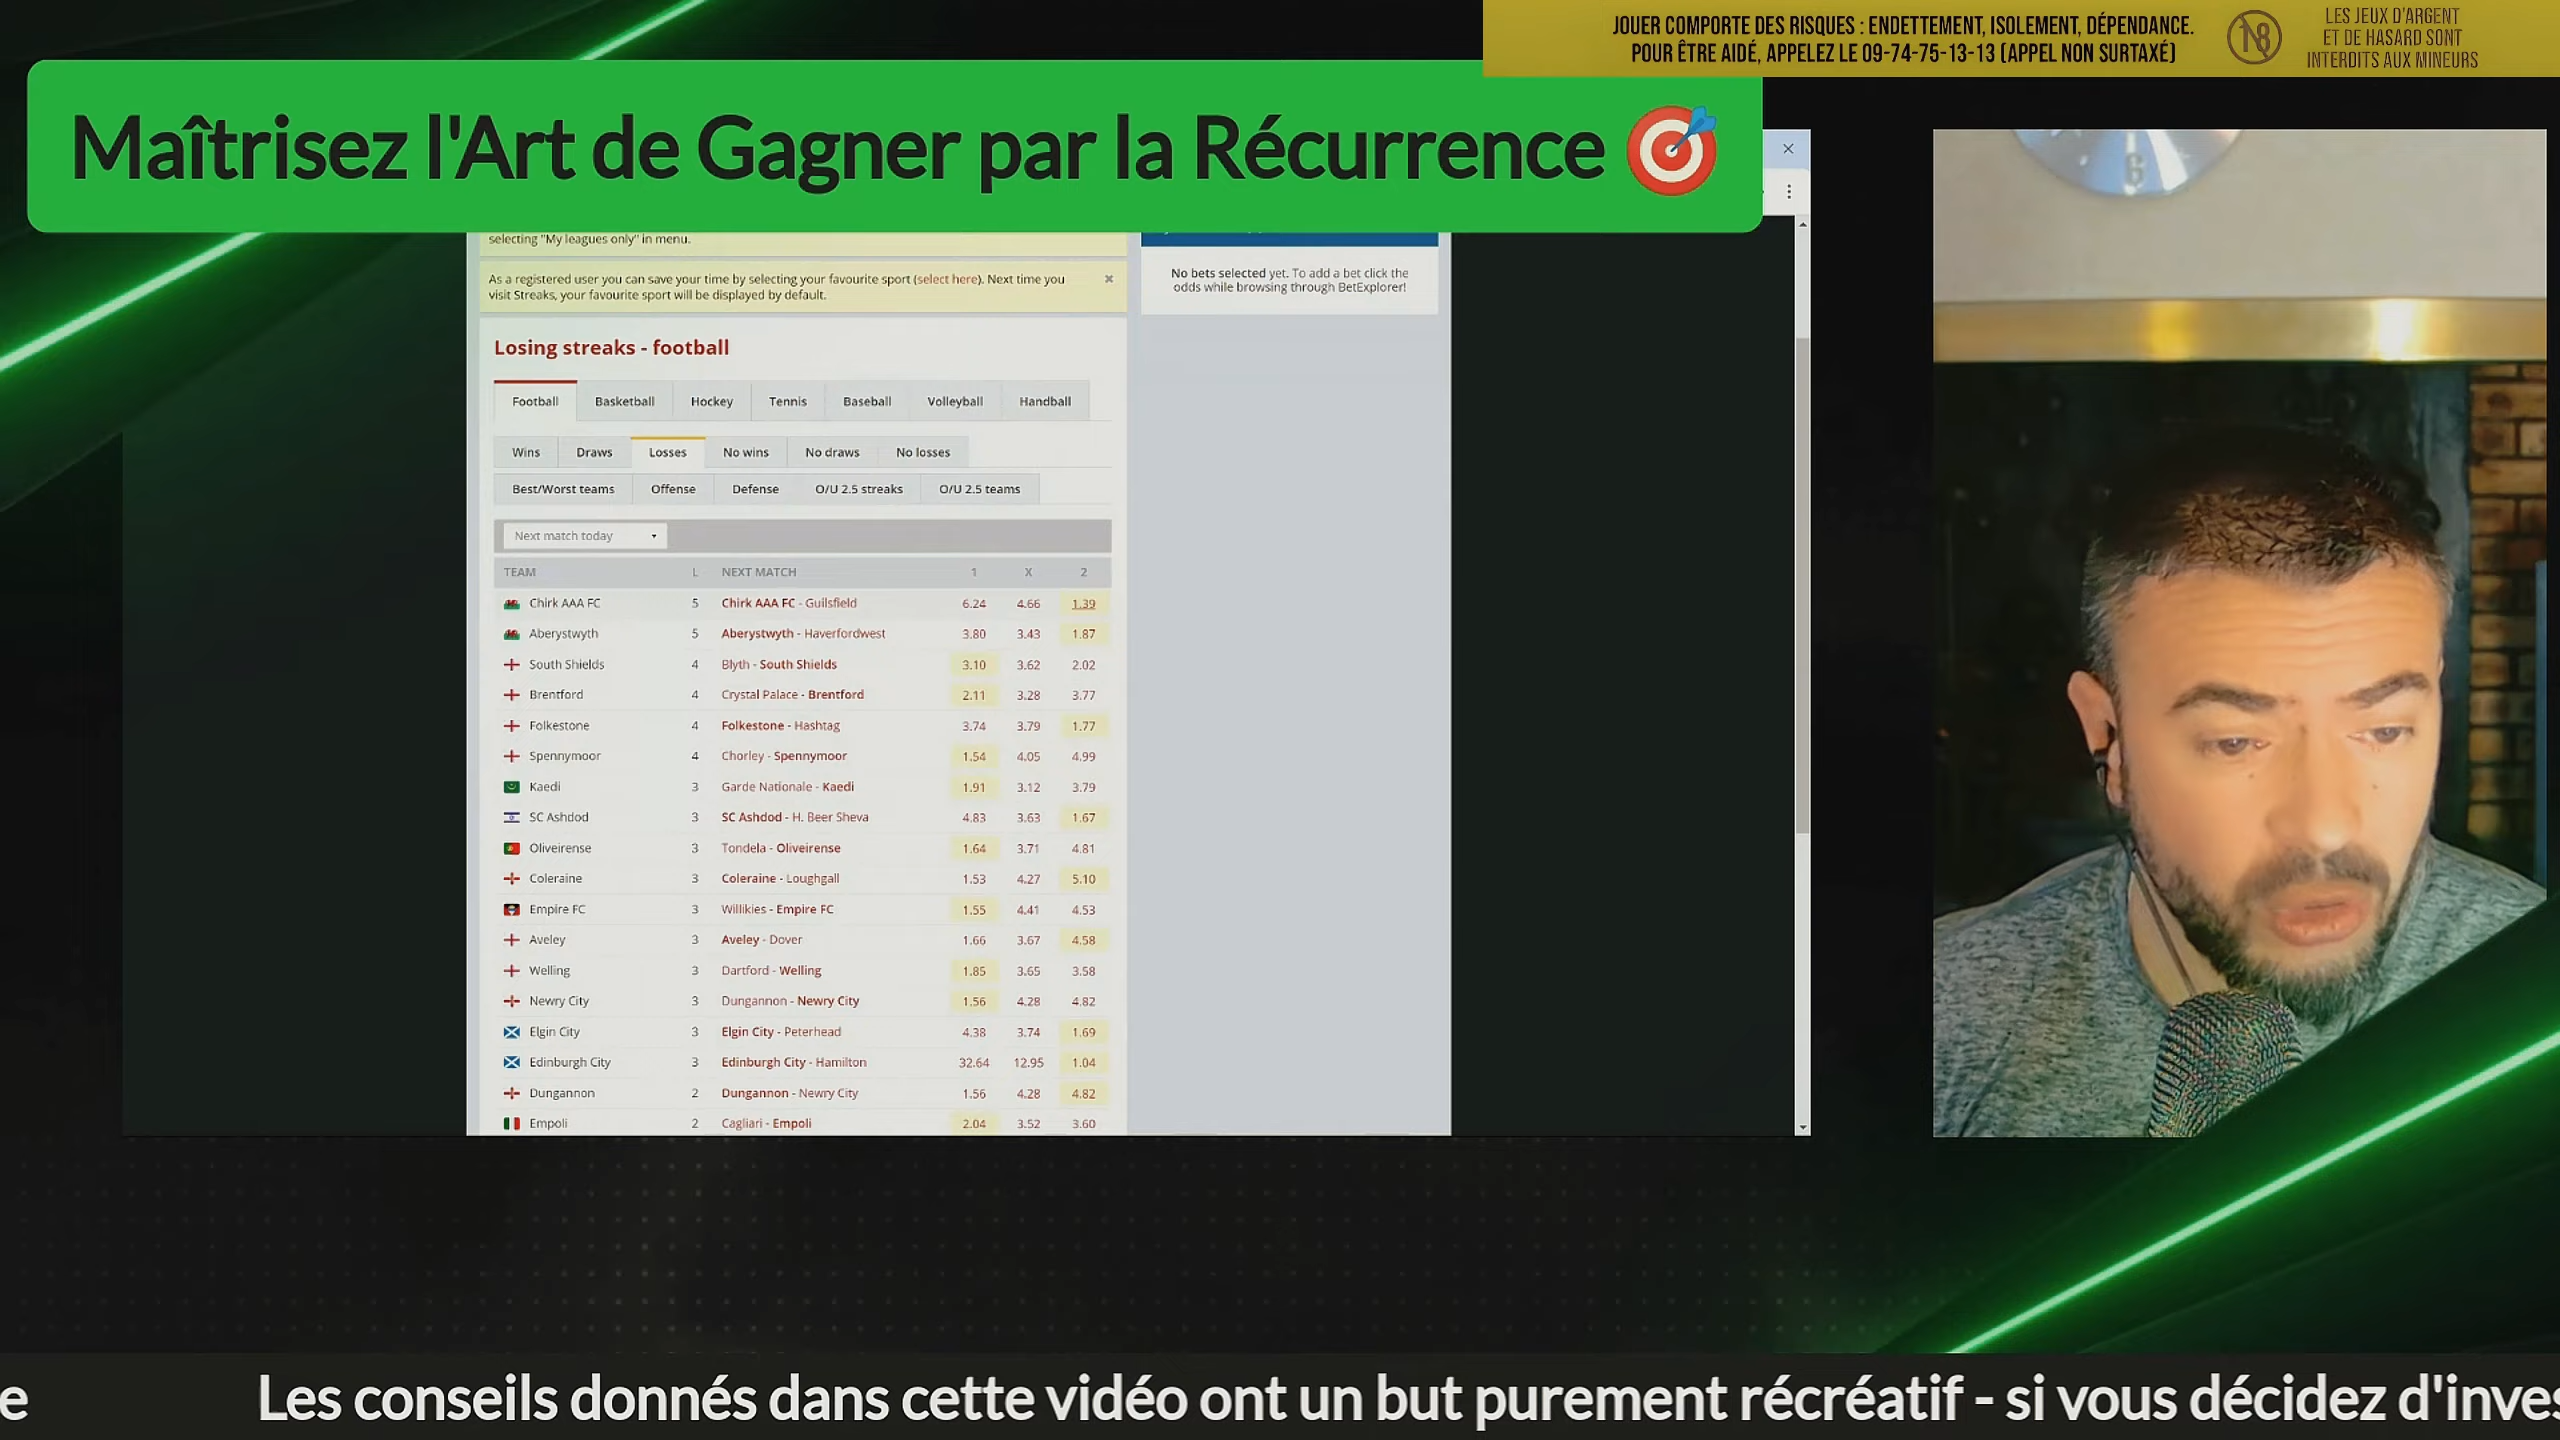 JOUER COMPORTE DES RISQUES : ENDETTEMENT, ISOLEMENT, DÉPENDANCE.
POUR ÊTRE AIDÉ, APPELEZ LE 09-74-75-13-13 (APPEL NON SURTAXÉ)
18
LES JEUX D'ARGENT
ET DE HASARD SONT
INTERDITS AUX MINEURS
Maîtrisez l'Art de Gagner par la Récurrence
6
selecting "My leagues only" in menu.
As a registered user you can save your time by selecting your favourite sport (select here). Next time you
visit Streaks, your favourite sport will be displayed by default.
No bets selected yet. To add a bet click the
odds while browsing through BetExplorer!
Losing streaks - football
Football Basketball Hockey Tennis Baseball Volleyball Handball
Wins Draws Losses No wins No draws No losses
Best/Worst teams Offense Defense O/U 2.5 streaks O/U 2.5 teams
Next match today
TEAM L NEXT MATCH 1 X 2
Chirk AAA FC 5 Chirk AAA FC - Guilsfield 6.24 4.66 1.39
Aberystwyth 5 Aberystwyth - Haverfordwest 3.80 3.43 1.87
South Shields 4 Blyth - South Shields 3.10 3.62 2.02
Brentford 4 Crystal Palace - Brentford 2.11 3.28 3.77
Folkestone 4 Folkestone - Hashtag 3.74 3.79 1.77
Spennymoor 4 Chorley - Spennymoor 1.54 4.05 4.99
Kaedi 3 Garde Nationale - Kaedi 1.91 3.12 3.79
SC Ashdod 3 SC Ashdod - H. Beer Sheva 4.83 3.63 1.67
Oliveirense 3 Tondela - Oliveirense 1.64 3.71 4.81
Coleraine 3 Coleraine - Loughgall 1.53 4.27 5.10
Empire FC 3 Willikies - Empire FC 1.55 4.41 4.53
Aveley 3 Aveley - Dover 1.66 3.67 4.58
Welling 3 Dartford - Welling 1.85 3.65 3.58
Newry City 3 Dungannon - Newry City 1.56 4.28 4.82
Elgin City 3 Elgin City - Peterhead 4.38 3.74 1.69
Edinburgh City 3 Edinburgh City - Hamilton 32.64 12.95 1.04
Dungannon 2 Dungannon - Newry City 1.56 4.28 4.82
Empoli 2 Cagliari - Empoli 2.04 3.52 3.60
e Les conseils donnés dans cette vidéo ont un but purement récréatif - si vous décidez d'inves